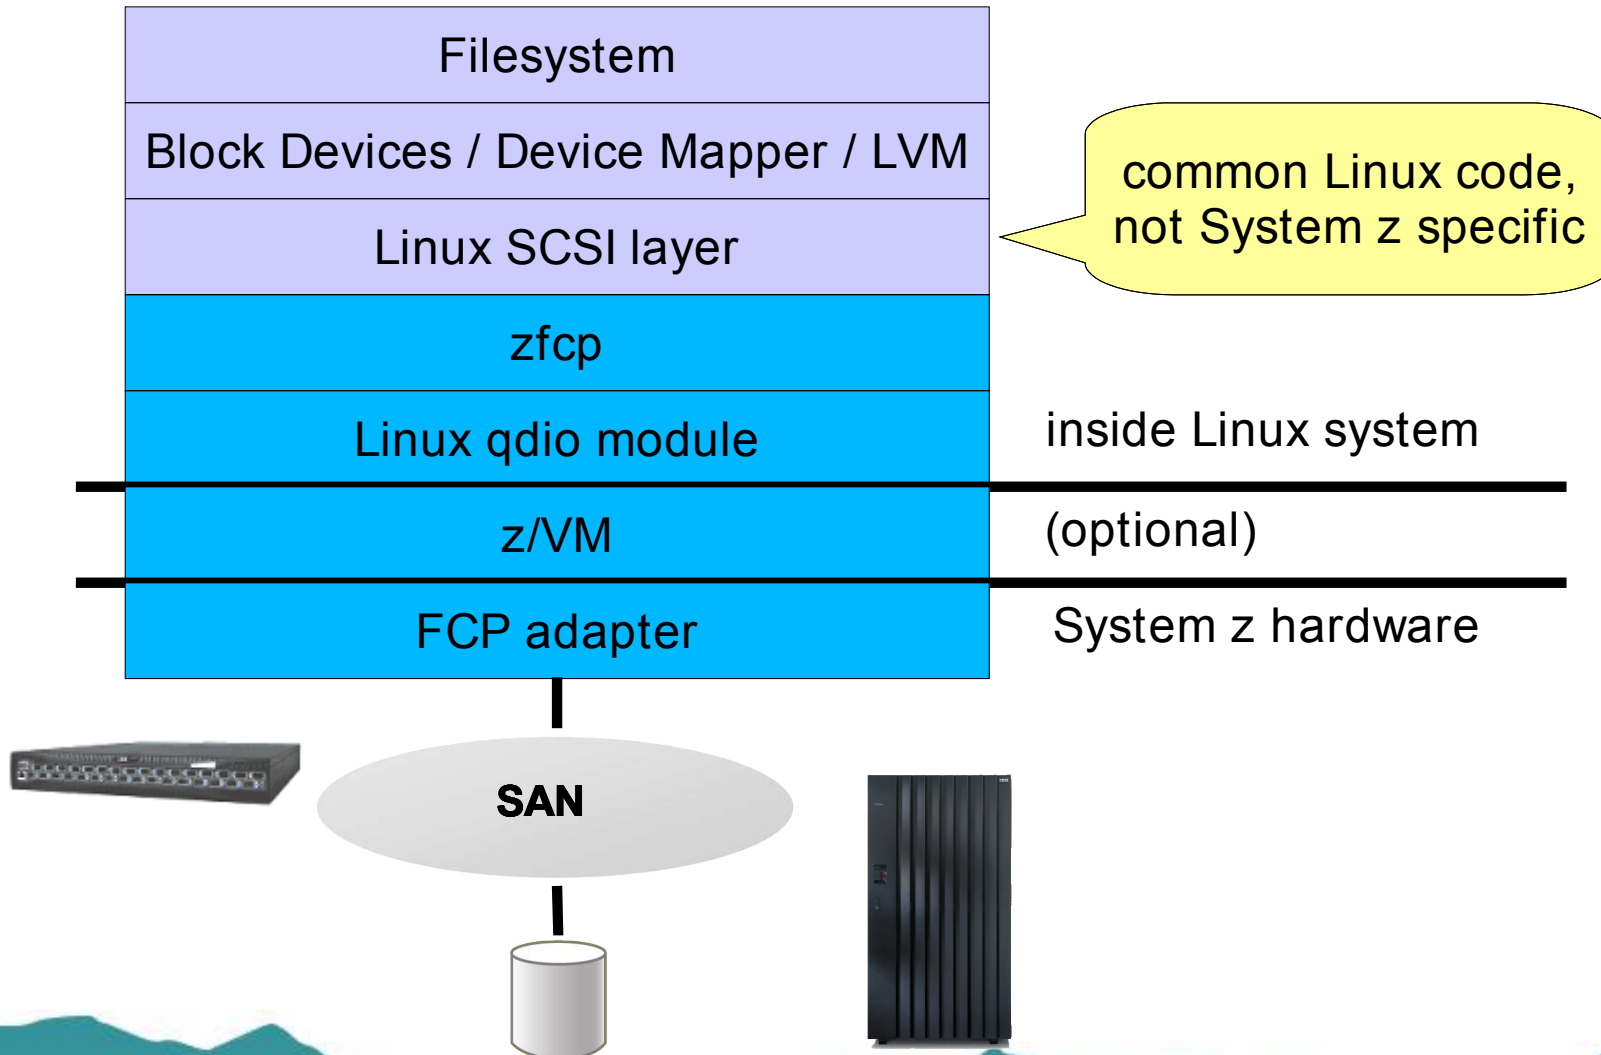 Filesystem
Block Devices / Device Mapper / LVM
common Linux code,
not System z specific
Linux SCSI layer
zfcp
Linux qdio module
inside Linux system
z/VM
(optional)
FCP adapter
System z hardware
SAN